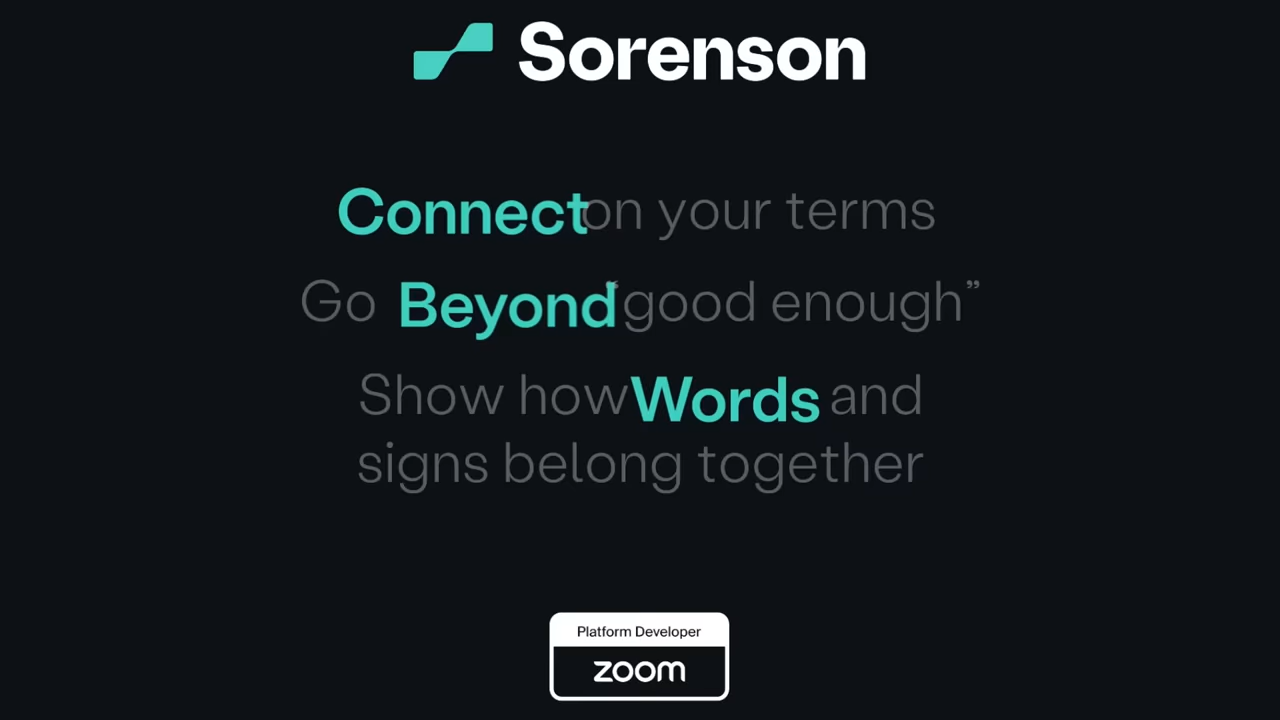 Sorenson
Connect on your terms
Go Beyond “good enough”
Show how Words and
signs belong together
Platform Developer
zoom